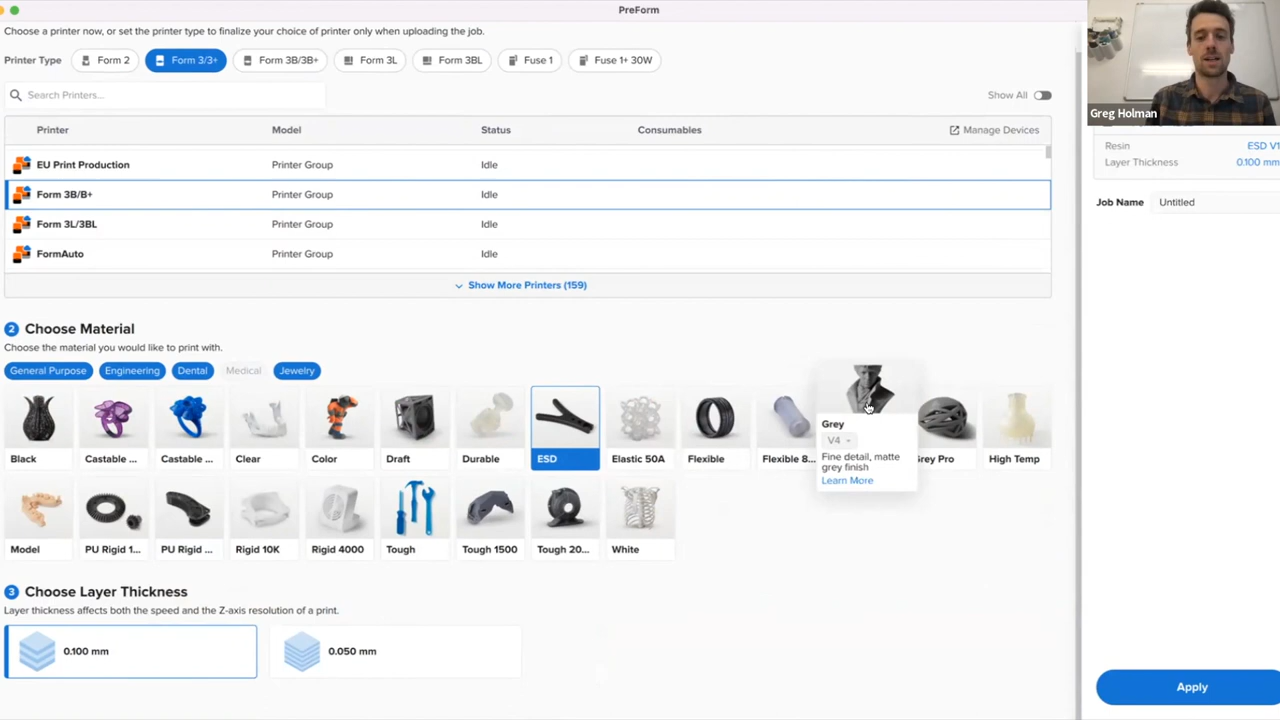 PreForm
Choose a printer now, or set the printer type to finalize your choice of printer only when uploading the job.
Printer Type Form 2 Form 3/3+ Form 3B/3B+ Form 3L Form 3BL Fuse 1 Fuse 1+ 30W
Search Printers...
Show All
Printer Model Status Consumables Manage Devices
EU Print Production Printer Group Idle
Form 3B/B+ Printer Group Idle
Form 3L/3BL Printer Group Idle
FormAuto Printer Group Idle
Show More Printers (159)
2 Choose Material
Choose the material you would like to print with.
General Purpose Engineering Dental Medical Jewelry
Black Castable ... Castable ... Clear Color Draft Durable ESD Elastic 50A Flexible Flexible 8... Grey Pro High Temp
Grey
V4
Fine detail, matte
grey finish
Learn More
Model PU Rigid 1... PU Rigid ... Rigid 10K Rigid 4000 Tough Tough 1500 Tough 20... White
3 Choose Layer Thickness
Layer thickness affects both the speed and the Z-axis resolution of a print.
0.100 mm 0.050 mm
Greg Holman
Resin ESD V1
Layer Thickness 0.100 mm
Job Name Untitled
Apply